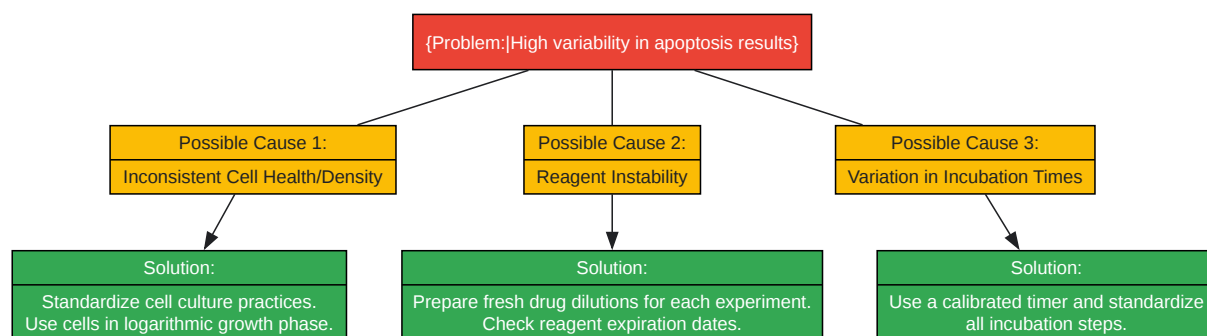 {Problem:|High variability in apoptosis results}
Possible Cause 1:
Inconsistent Cell Health/Density
Possible Cause 2:
Reagent Instability
Possible Cause 3:
Variation in Incubation Times
Solution:
Standardize cell culture practices.
Use cells in logarithmic growth phase.
Solution:
Prepare fresh drug dilutions for each experiment.
Check reagent expiration dates.
Solution:
Use a calibrated timer and standardize
all incubation steps.